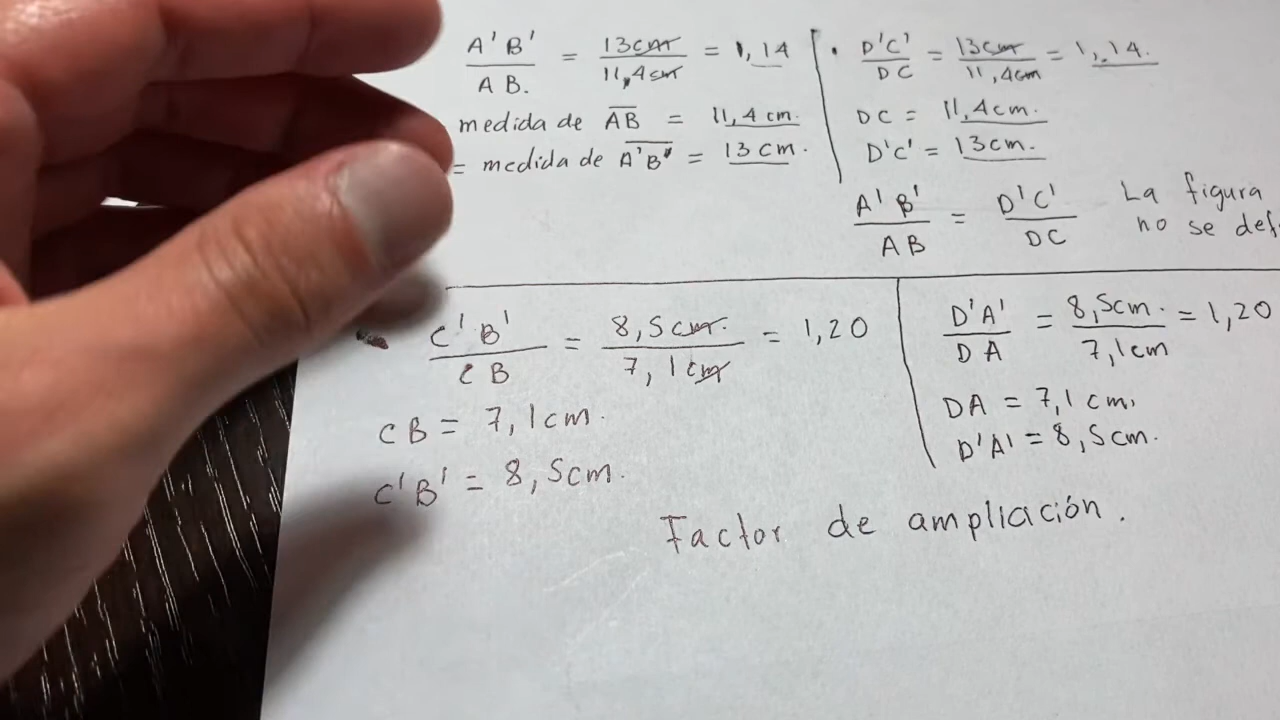 A'B'/AB. = 13cm/11,4cm = 1,14
medida de AB = 11,4 cm.
= medida de A'B' = 13 cm.
• D'C'/DC = 13cm/11,4cm = 1,14.
DC = 11,4cm.
D'C' = 13cm.
A'B'/AB = D'C'/DC La figura
no se
C'B'/CB = 8,5cm./7,1cm = 1,20
CB = 7,1cm.
C'B' = 8,5cm.
D'A'/DA = 8,5cm./7,1cm = 1,20
DA = 7,1cm.
D'A' = 8,5cm.
Factor de ampliación.